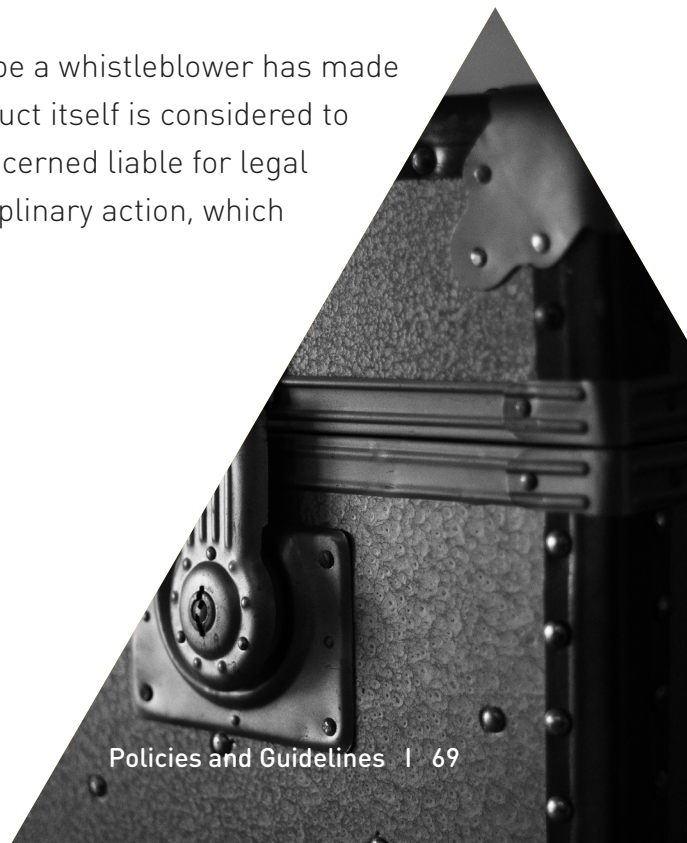 be a whistleblower has made
uct itself is considered to
cerned liable for legal
plinary action, which
Policies and Guidelines | 69